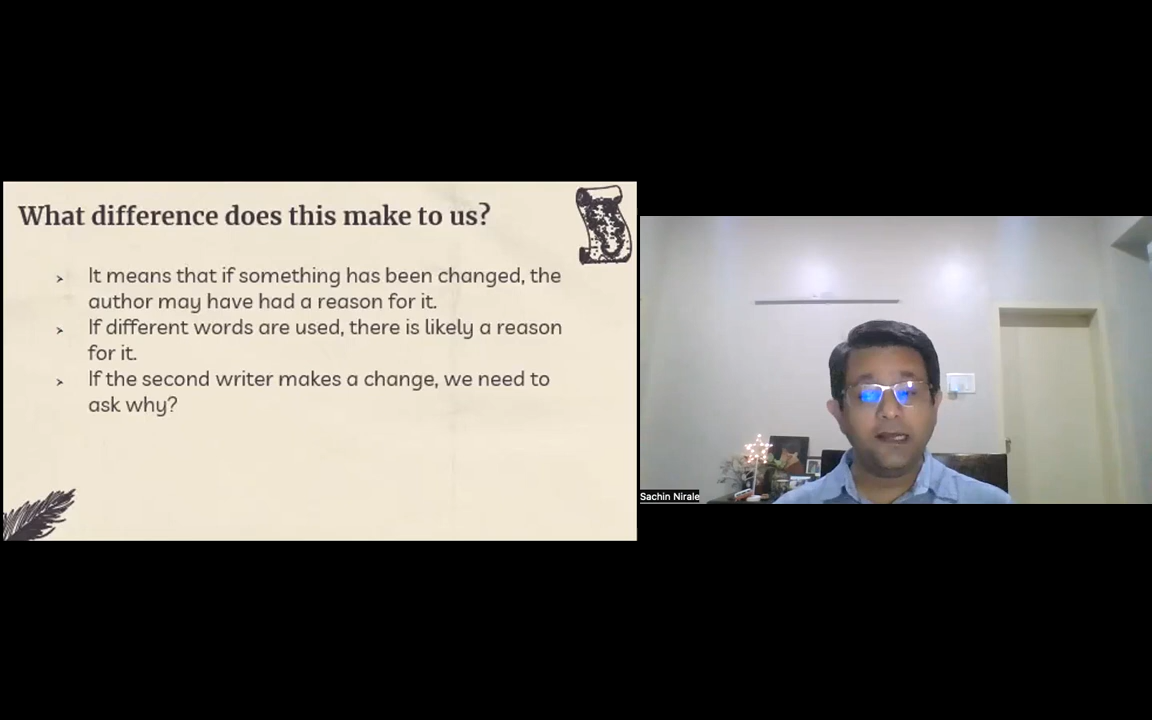 What difference does this make to us?
➤ It means that if something has been changed, the
author may have had a reason for it.
➤ If different words are used, there is likely a reason
for it.
➤ If the second writer makes a change, we need to
ask why?
Sachin Nirale